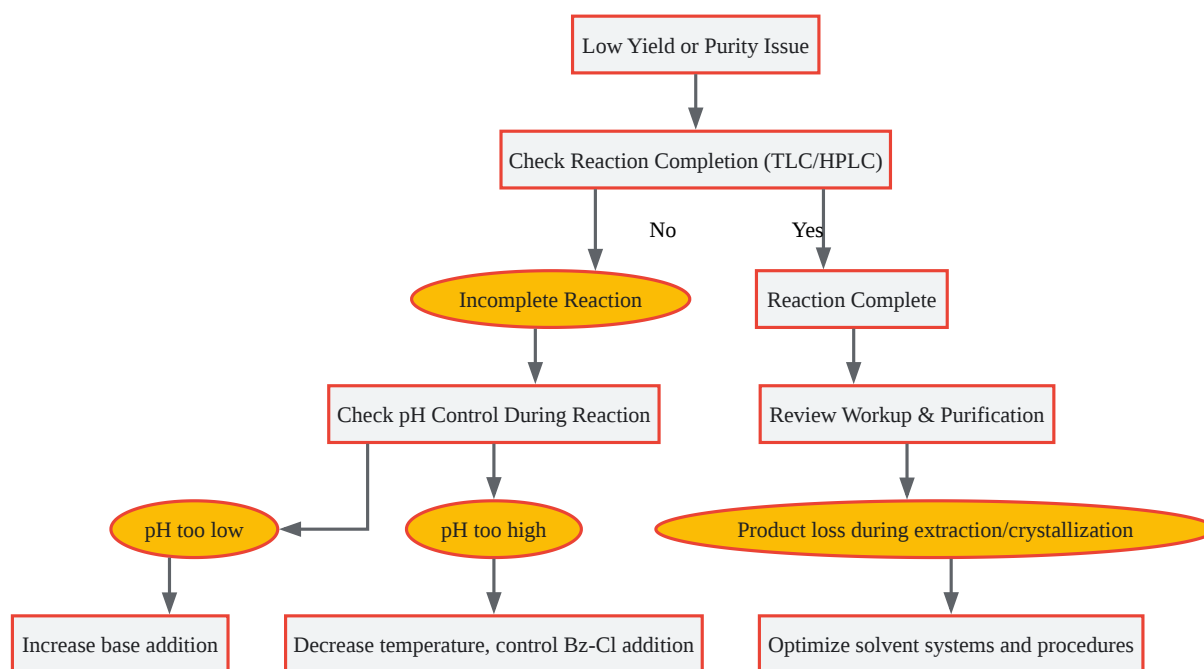 Low Yield or Purity Issue
Check Reaction Completion (TLC/HPLC)
No
Yes
Incomplete Reaction
Reaction Complete
Check pH Control During Reaction
Review Workup & Purification
pH too low
pH too high
Product loss during extraction/crystallization
Increase base addition
Decrease temperature, control Bz-Cl addition
Optimize solvent systems and procedures